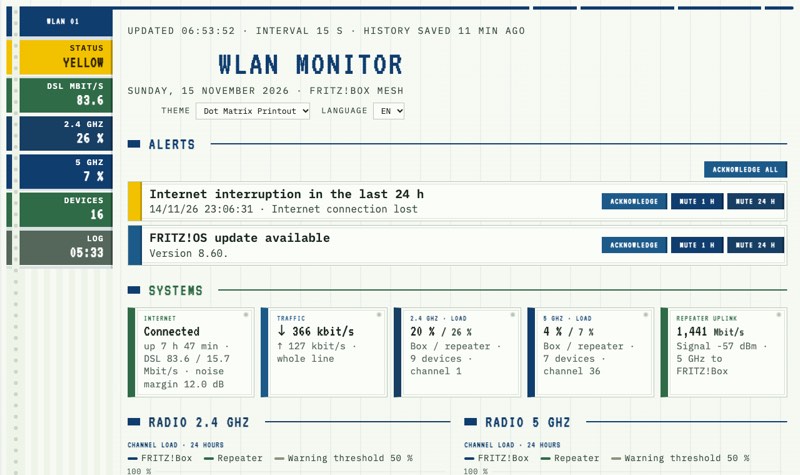 WLAN 01
STATUS
YELLOW
DSL MBIT/S
83.6
2.4 GHZ
26 %
5 GHZ
7 %
DEVICES
16
LOG
05:33
UPDATED 06:53:52 · INTERVAL 15 S · HISTORY SAVED 11 MIN AGO
WLAN MONITOR
SUNDAY, 15 NOVEMBER 2026 · FRITZ!BOX MESH
THEME Dot Matrix Printout LANGUAGE EN
ALERTS
ACKNOWLEDGE ALL
Internet interruption in the last 24 h
14/11/26 23:06:31 · Internet connection lost
ACKNOWLEDGE MUTE 1 H MUTE 24 H
FRITZ!OS update available
Version 8.60.
ACKNOWLEDGE MUTE 1 H MUTE 24 H
SYSTEMS
INTERNET
Connected
up 7 h 47 min ·
DSL 83.6 / 15.7
Mbit/s · noise
margin 12.0 dB
TRAFFIC
↓ 366 kbit/s
↑ 127 kbit/s ·
whole line
2.4 GHZ · LOAD
20 % / 26 %
Box / repeater ·
9 devices ·
channel 1
5 GHZ · LOAD
4 % / 7 %
Box / repeater ·
7 devices ·
channel 36
REPEATER UPLINK
1,441 Mbit/s
Signal -57 dBm ·
5 GHz to
FRITZ!Box
RADIO 2.4 GHZ
CHANNEL LOAD · 24 HOURS
FRITZ!Box Repeater Warning threshold 50 %
100 %
RADIO 5 GHZ
CHANNEL LOAD · 24 HOURS
FRITZ!Box Repeater Warning threshold 50 %
100 %